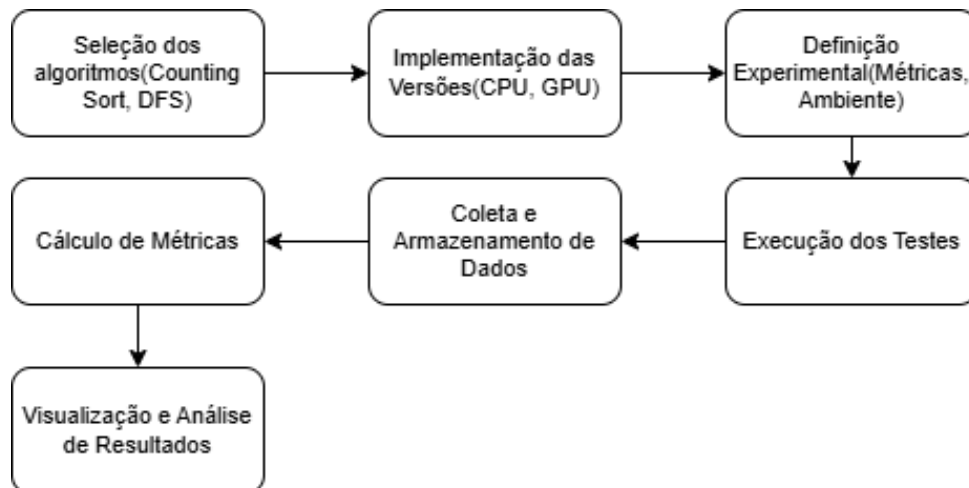 Seleção dos
algoritmos(Counting
Sort, DFS)
Implementação das
Versões(CPU, GPU)
Definição
Experimental(Métricas,
Ambiente)
Execução dos Testes
Coleta e
Armazenamento de
Dados
Cálculo de Métricas
Visualização e Análise
de Resultados